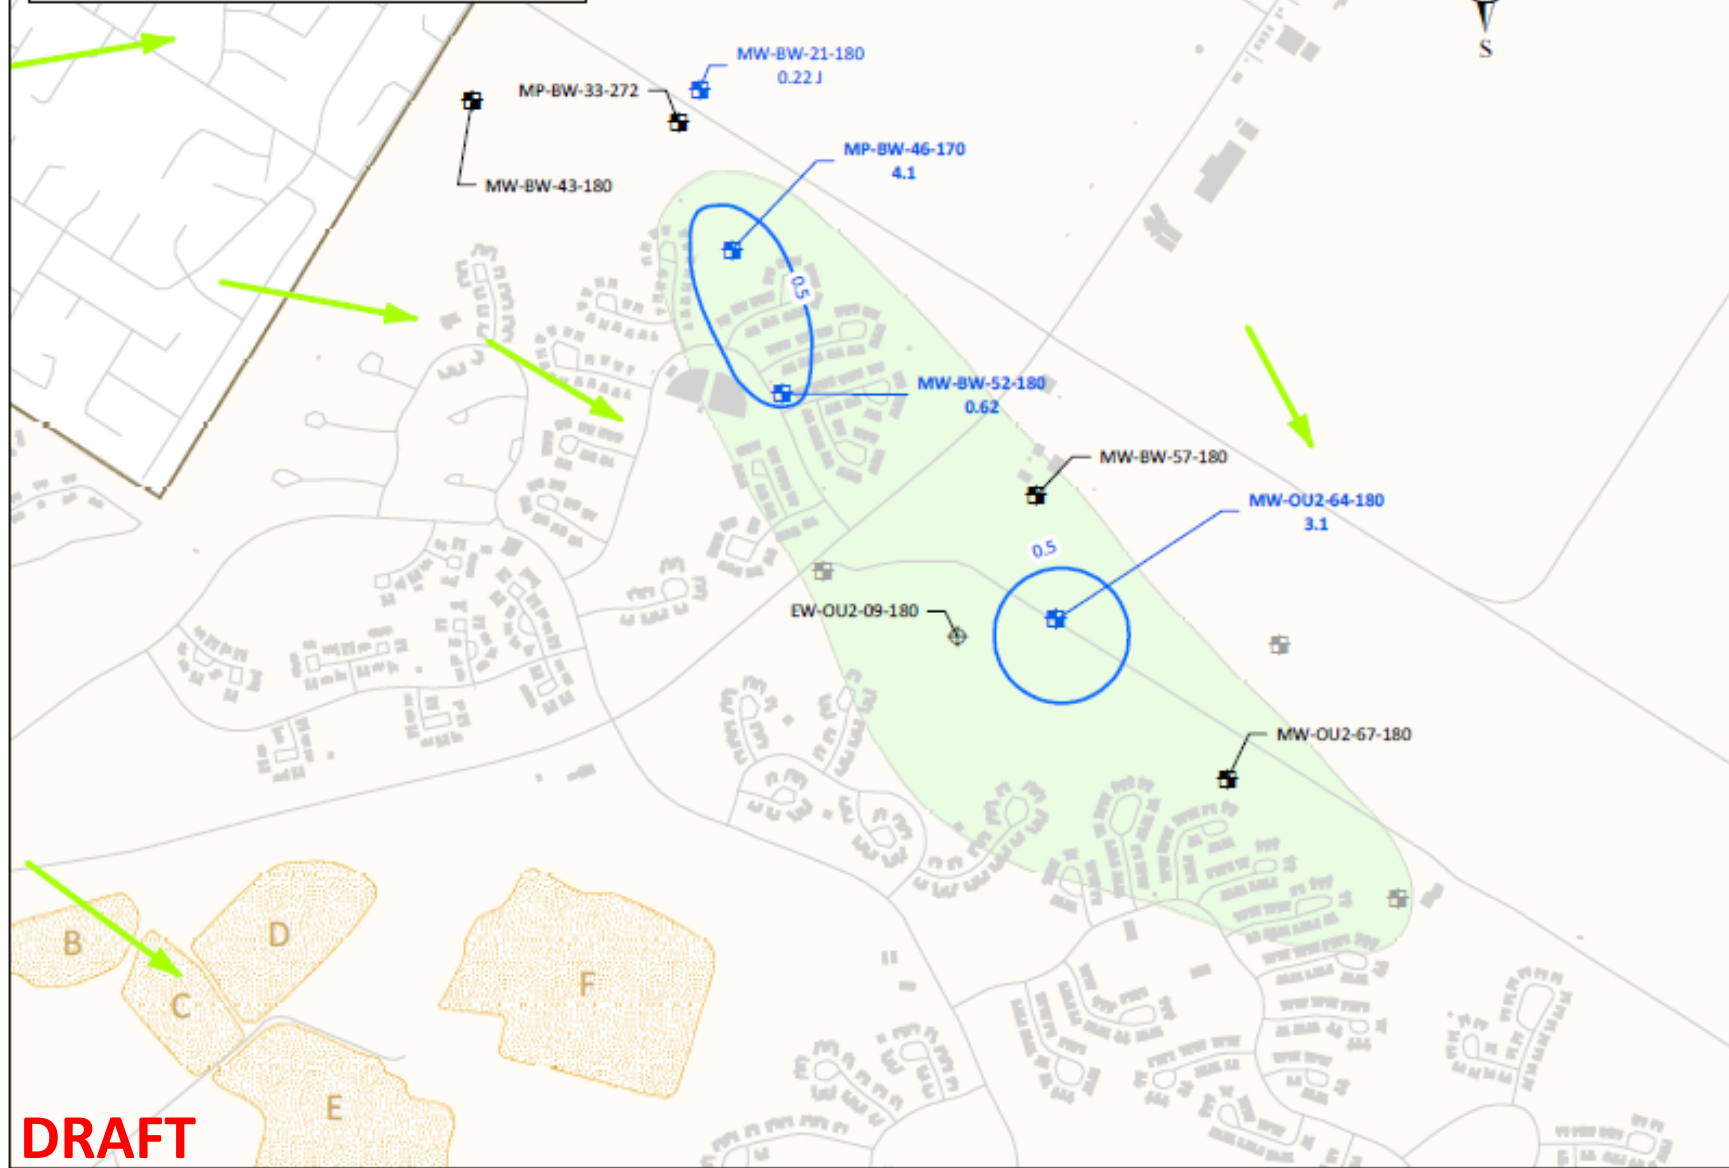 S
MW-BW-21-180
0.22 J
MP-BW-33-272
MP-BW-46-170
4.1
MW-BW-43-180
0.5
MW-BW-52-180
0.62
MW-BW-57-180
MW-OU2-64-180
3.1
0.5
EW-OU2-09-180
MW-OU2-67-180
B
D
C
F
E
DRAFT